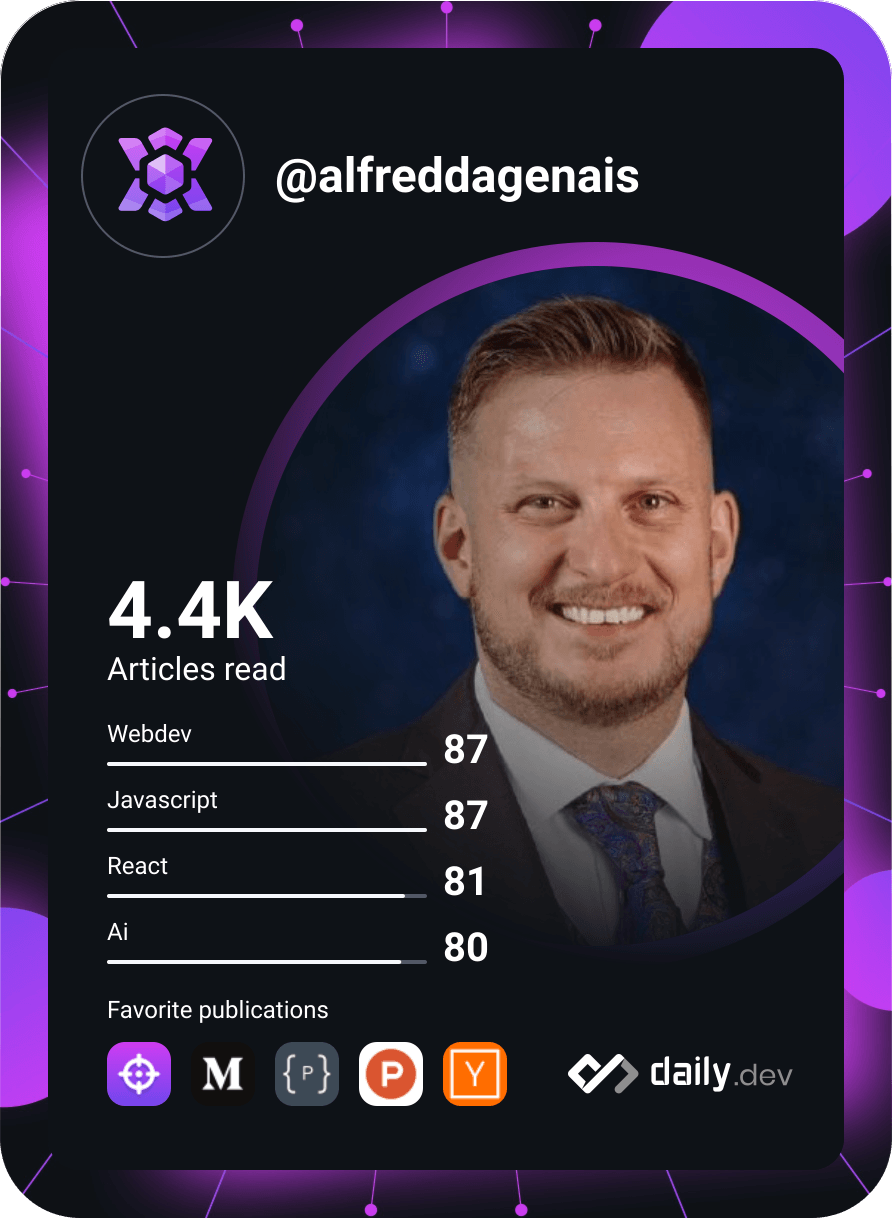 @alfreddagenais
4.4K
Articles read
Webdev
87
Javascript
87
React
81
Ai
80
Favorite publications
M {P} P Y
daily.dev